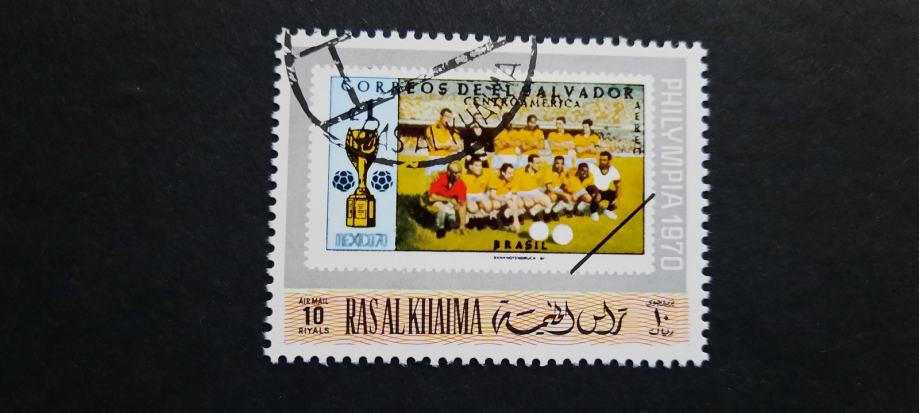 CORREOS DE EL SALVADOR
CENTROAMERICA
AEREO
MEXICO70
BRASIL
PHILYMPIA 1970
AIRMAIL
10
RIYALS
RAS AL KHAIMA
رأس الخيمة
١٠
ريال